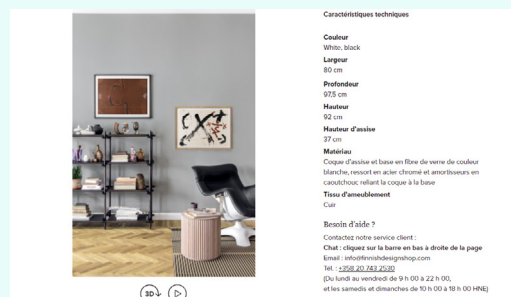 Caractéristiques techniques
Couleur
White, black
Largeur
80 cm
Profondeur
97,5 cm
Hauteur
92 cm
Hauteur d'assise
37 cm
Matériau
Coque d'assise et base en fibre de verre de couleur
blanche, ressort en acier chromé et amortisseurs en
caoutchouc reliant la coque à la base
Tissu d'ameublement
Cuir
Besoin d'aide ?
Contactez notre service client :
Chat : cliquez sur la barre en bas à droite de la page
Email : info@finnishdesignshop.com
Tél. : +358 20 743 2530
(Du lundi au vendredi de 9 h 00 à 22 h 00,
et les samedis et dimanches de 10 h 00 à 18 h 00 HNE)
3D